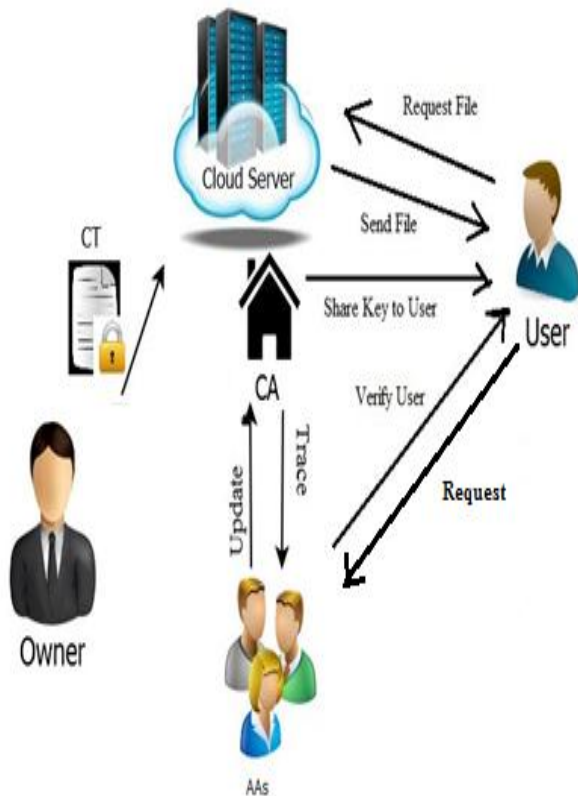 Request File
Cloud Server
Send File
CT
Share Key to User
User
CA
Verify User
Update
Trace
Request
Owner
AAs